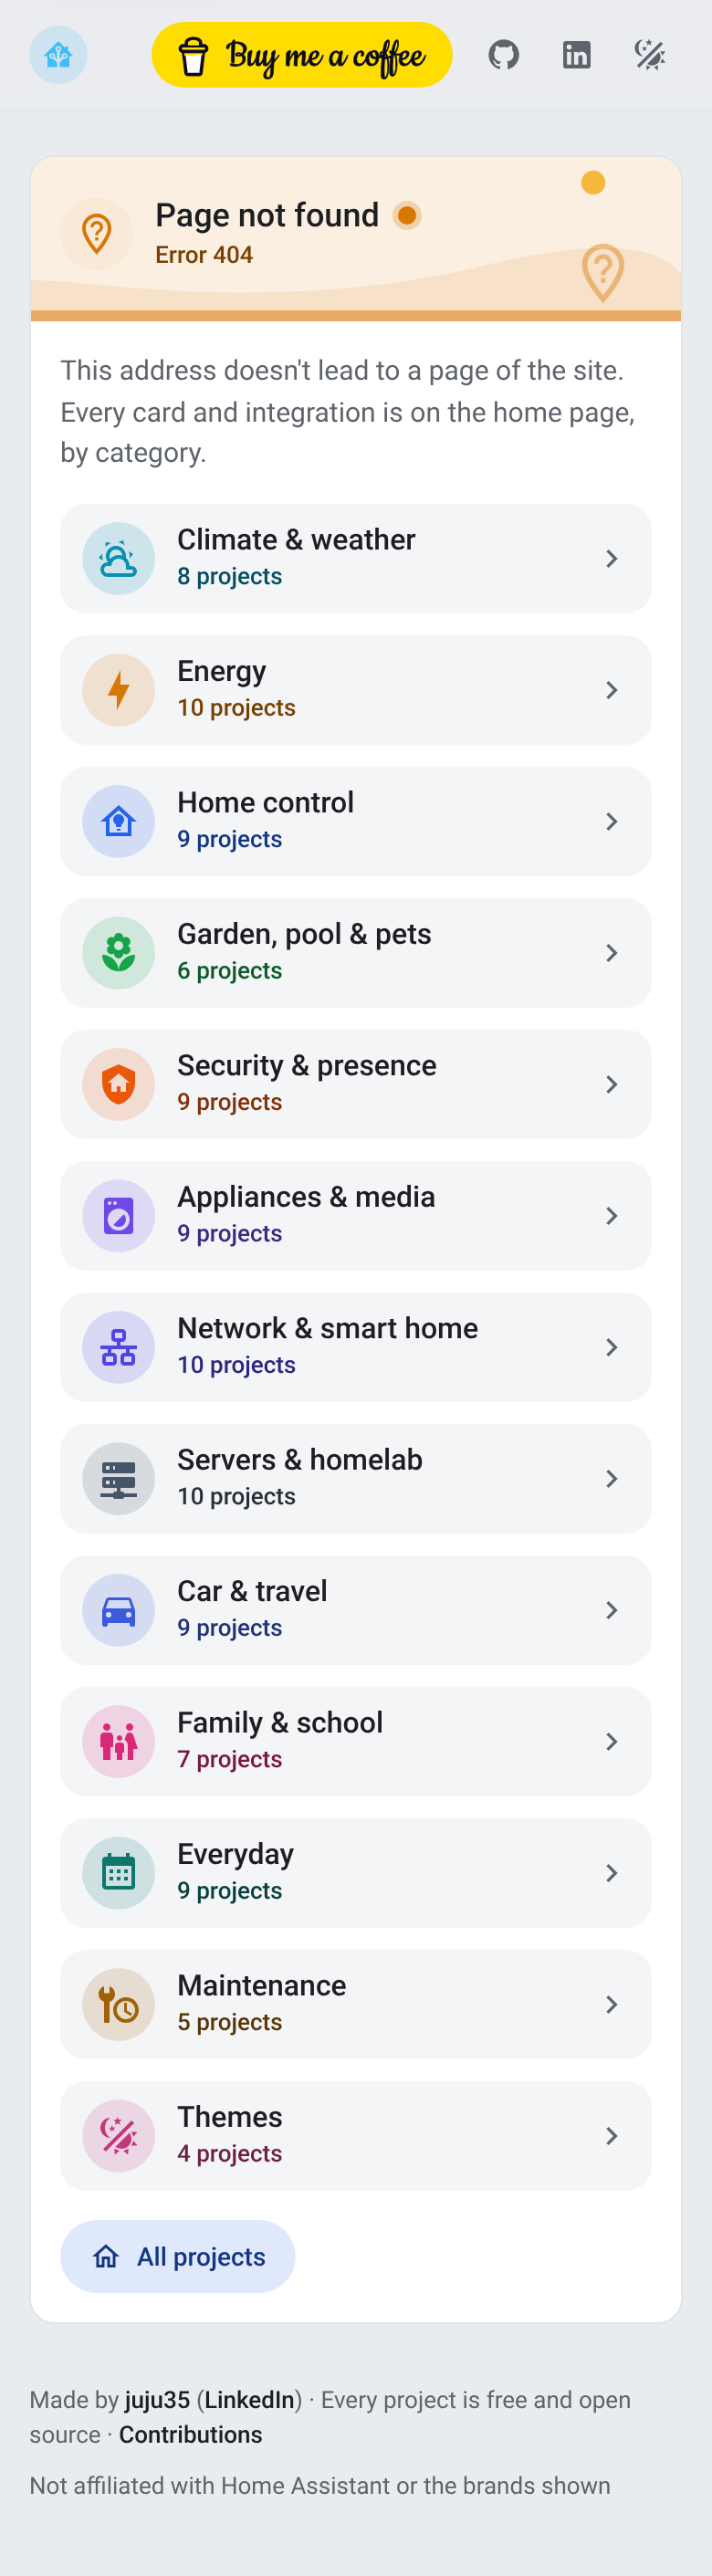 Buy me a coffee
Page not found
Error 404
This address doesn't lead to a page of the site.
Every card and integration is on the home page,
by category.
Climate & weather
8 projects
Energy
10 projects
Home control
9 projects
Garden, pool & pets
6 projects
Security & presence
9 projects
Appliances & media
9 projects
Network & smart home
10 projects
Servers & homelab
10 projects
Car & travel
9 projects
Family & school
7 projects
Everyday
9 projects
Maintenance
5 projects
Themes
4 projects
All projects
Made by juju35 (LinkedIn) · Every project is free and open
source · Contributions
Not affiliated with Home Assistant or the brands shown